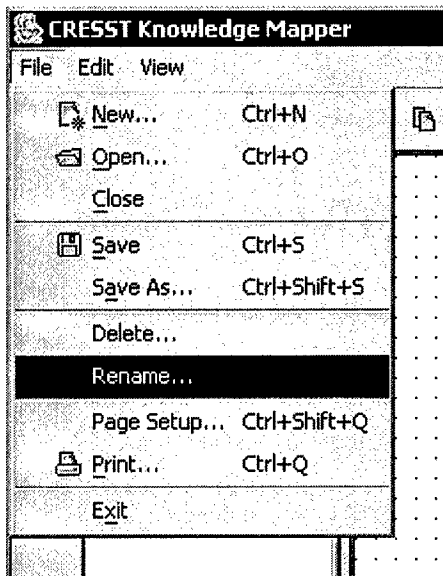 CRESST Knowledge Mapper
File Edit View
New... Ctrl+N
Open... Ctrl+O
Close
Save Ctrl+S
Save As... Ctrl+Shift+S
Delete...
Rename...
Page Setup... Ctrl+Shift+Q
Print... Ctrl+Q
Exit